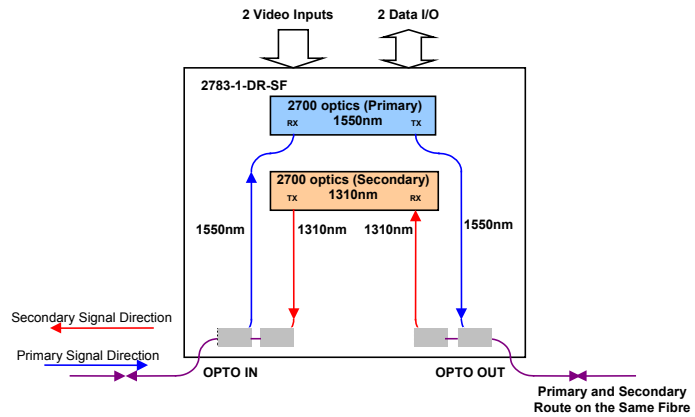 2 Video Inputs
2 Data I/O
2783-1-DR-SF
2700 optics (Primary)
1550nm
RX
TX
2700 optics (Secondary)
1310nm
TX
RX
1550nm
1310nm
1310nm
1550nm
Secondary Signal Direction
Primary Signal Direction
OPTO IN
OPTO OUT
Primary and Secondary
Route on the Same Fibre